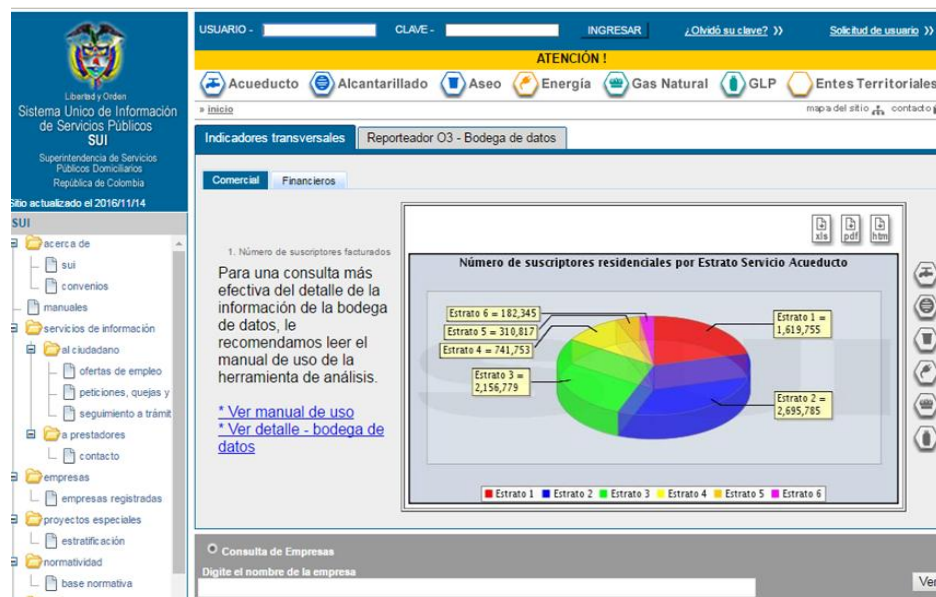 USUARIO -
CLAVE -
INGRESAR
¿Olvidó su clave? ❯❯
Solicitud de usuario ❯❯
ATENCIÓN !
Acueducto
Alcantarillado
Aseo
Energía
Gas Natural
GLP
Entes Territoriales
» inicio
mapa del sitio
contacto
Libertad y Orden
Sistema Unico de Información
de Servicios Públicos
SUI
Superintendencia de Servicios
Públicos Domiciliarios
República de Colombia
Sitio actualizado el 2016/11/14
SUI
acerca de
sui
convenios
manuales
servicios de información
al ciudadano
ofertas de empleo
peticiones, quejas y
seguimiento a trámit
a prestadores
contacto
empresas
empresas registradas
proyectos especiales
estratificación
normatividad
base normativa
Indicadores transversales
Reporteador O3 - Bodega de datos
Comercial
Financieros
1. Número de suscriptores facturados
Para una consulta más
efectiva del detalle de la
información de la bodega
de datos, le
recomendamos leer el
manual de uso de la
herramienta de análisis.
* Ver manual de uso
* Ver detalle - bodega de
datos
xls
pdf
htm
Número de suscriptores residenciales por Estrato Servicio Acueducto
Estrato 6 = 182,345
Estrato 5 = 310,817
Estrato 4 = 741,753
Estrato 3 =
2,156,779
Estrato 1 =
1,619,755
Estrato 2 =
2,695,785
Estrato 1
Estrato 2
Estrato 3
Estrato 4
Estrato 5
Estrato 6
Consulta de Empresas
Digite el nombre de la empresa
Ver